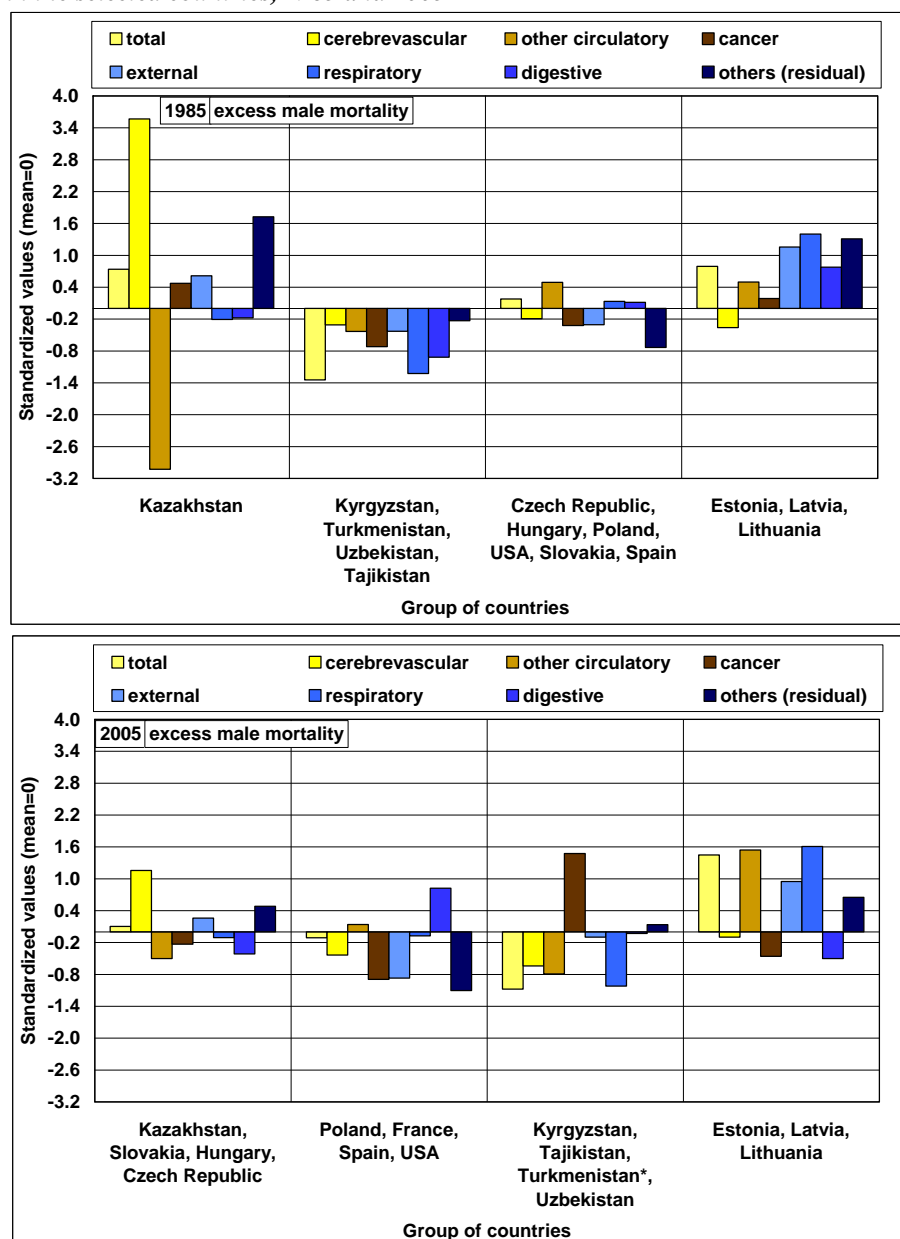 total cerebrevascular other circulatory cancer
external respiratory digestive others (residual)
1985 excess male mortality
Standardized values (mean=0)
4.0
3.4
2.8
2.2
1.6
1.0
0.4
-0.2
-0.8
-1.4
-2.0
-2.6
-3.2
Kazakhstan
Kyrgyzstan,
Turkmenistan,
Uzbekistan,
Tajikistan
Czech Republic,
Hungary, Poland,
USA, Slovakia, Spain
Estonia, Latvia,
Lithuania
Group of countries
total cerebrevascular other circulatory cancer
external respiratory digestive others (residual)
2005 excess male mortality
Standardized values (mean=0)
4.0
3.4
2.8
2.2
1.6
1.0
0.4
-0.2
-0.8
-1.4
-2.0
-2.6
-3.2
Kazakhstan,
Slovakia, Hungary,
Czech Republic
Poland, France,
Spain, USA
Kyrgyzstan,
Tajikistan,
Turkmenistan*,
Uzbekistan
Estonia, Latvia,
Lithuania
Group of countries